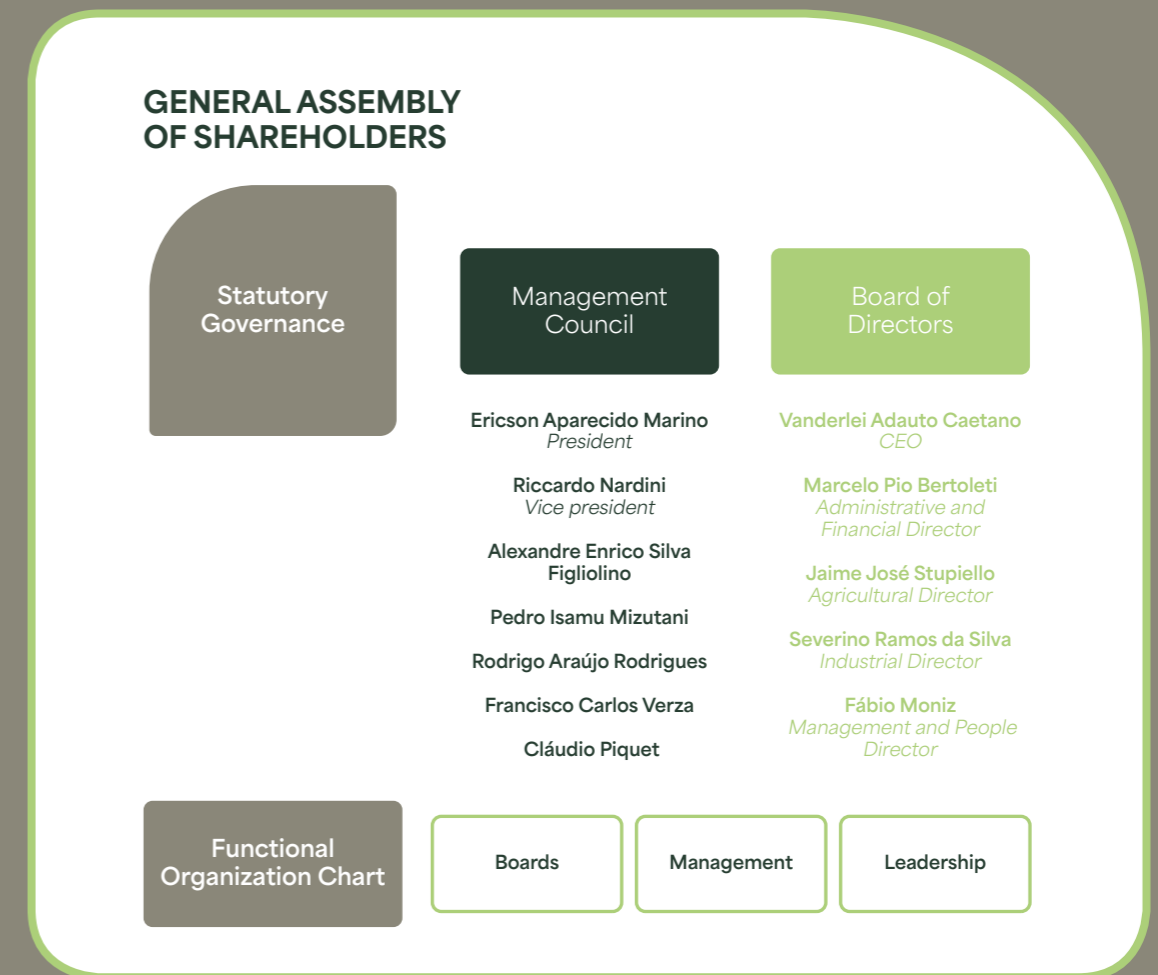 GENERAL ASSEMBLY
OF SHAREHOLDERS
Statutory
Governance
Management
Council
Ericson Aparecido Marino
President
Riccardo Nardini
Vice president
Alexandre Enrico Silva
Figliolino
Pedro Isamu Mizutani
Rodrigo Araújo Rodrigues
Francisco Carlos Verza
Cláudio Piquet
Board of
Directors
Vanderlei Adauto Caetano
CEO
Marcelo Pio Bertoleti
Administrative and
Financial Director
Jaime José Stupiello
Agricultural Director
Severino Ramos da Silva
Industrial Director
Fábio Moniz
Management and People
Director
Functional
Organization Chart
Boards
Management
Leadership